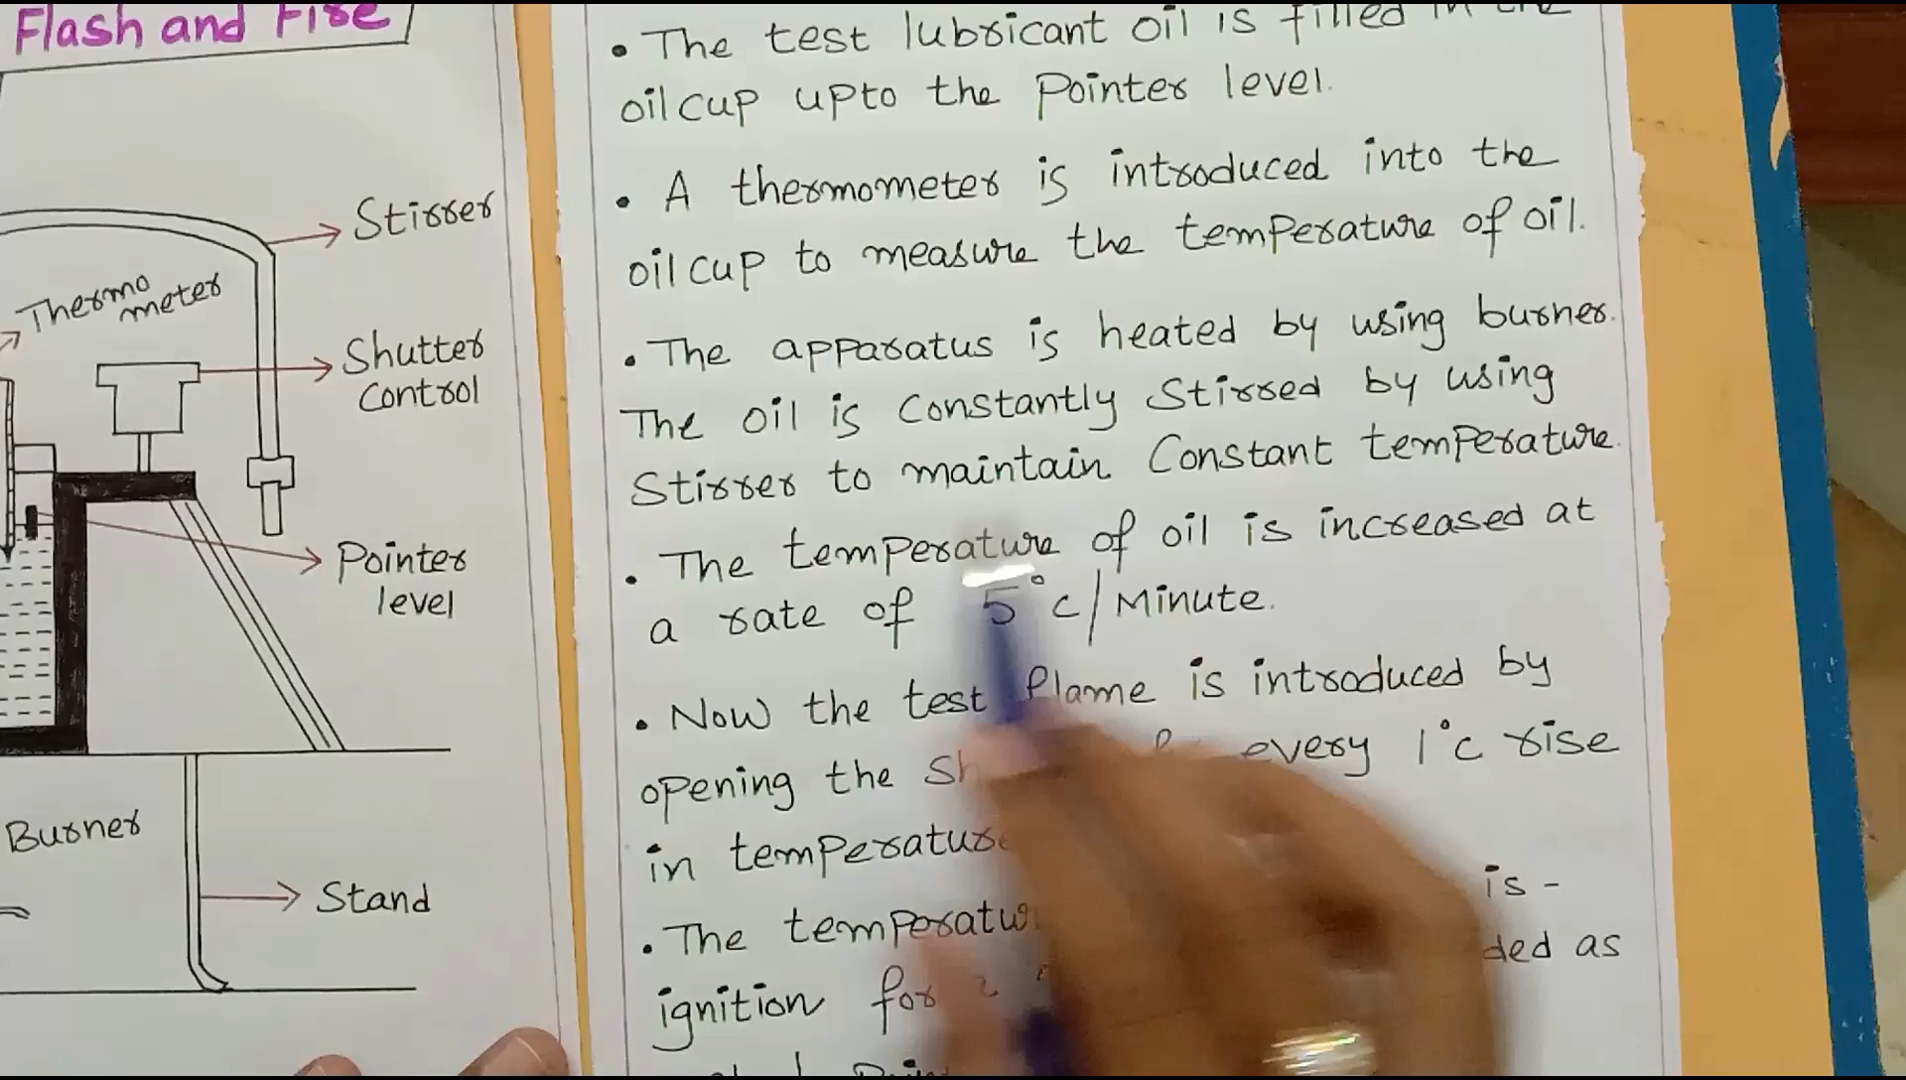 Flash and Fire
Stirrer
Thermo
meter
Shutter
control
Pointer
level
Burner
Stand
• The test lubricant oil is filled in the
oil cup upto the Pointer level.
• A thermometer is introduced into the
oil cup to measure the temperature of oil.
• The apparatus is heated by using burner.
The oil is Constantly Stirred by using
Stirrer to maintain Constant temperature.
• The temperature of oil is increased at
a rate of 5°c/Minute.
• Now the test flame is introduced by
opening the every 1°c rise
in temperature
• The is -
ignition for as